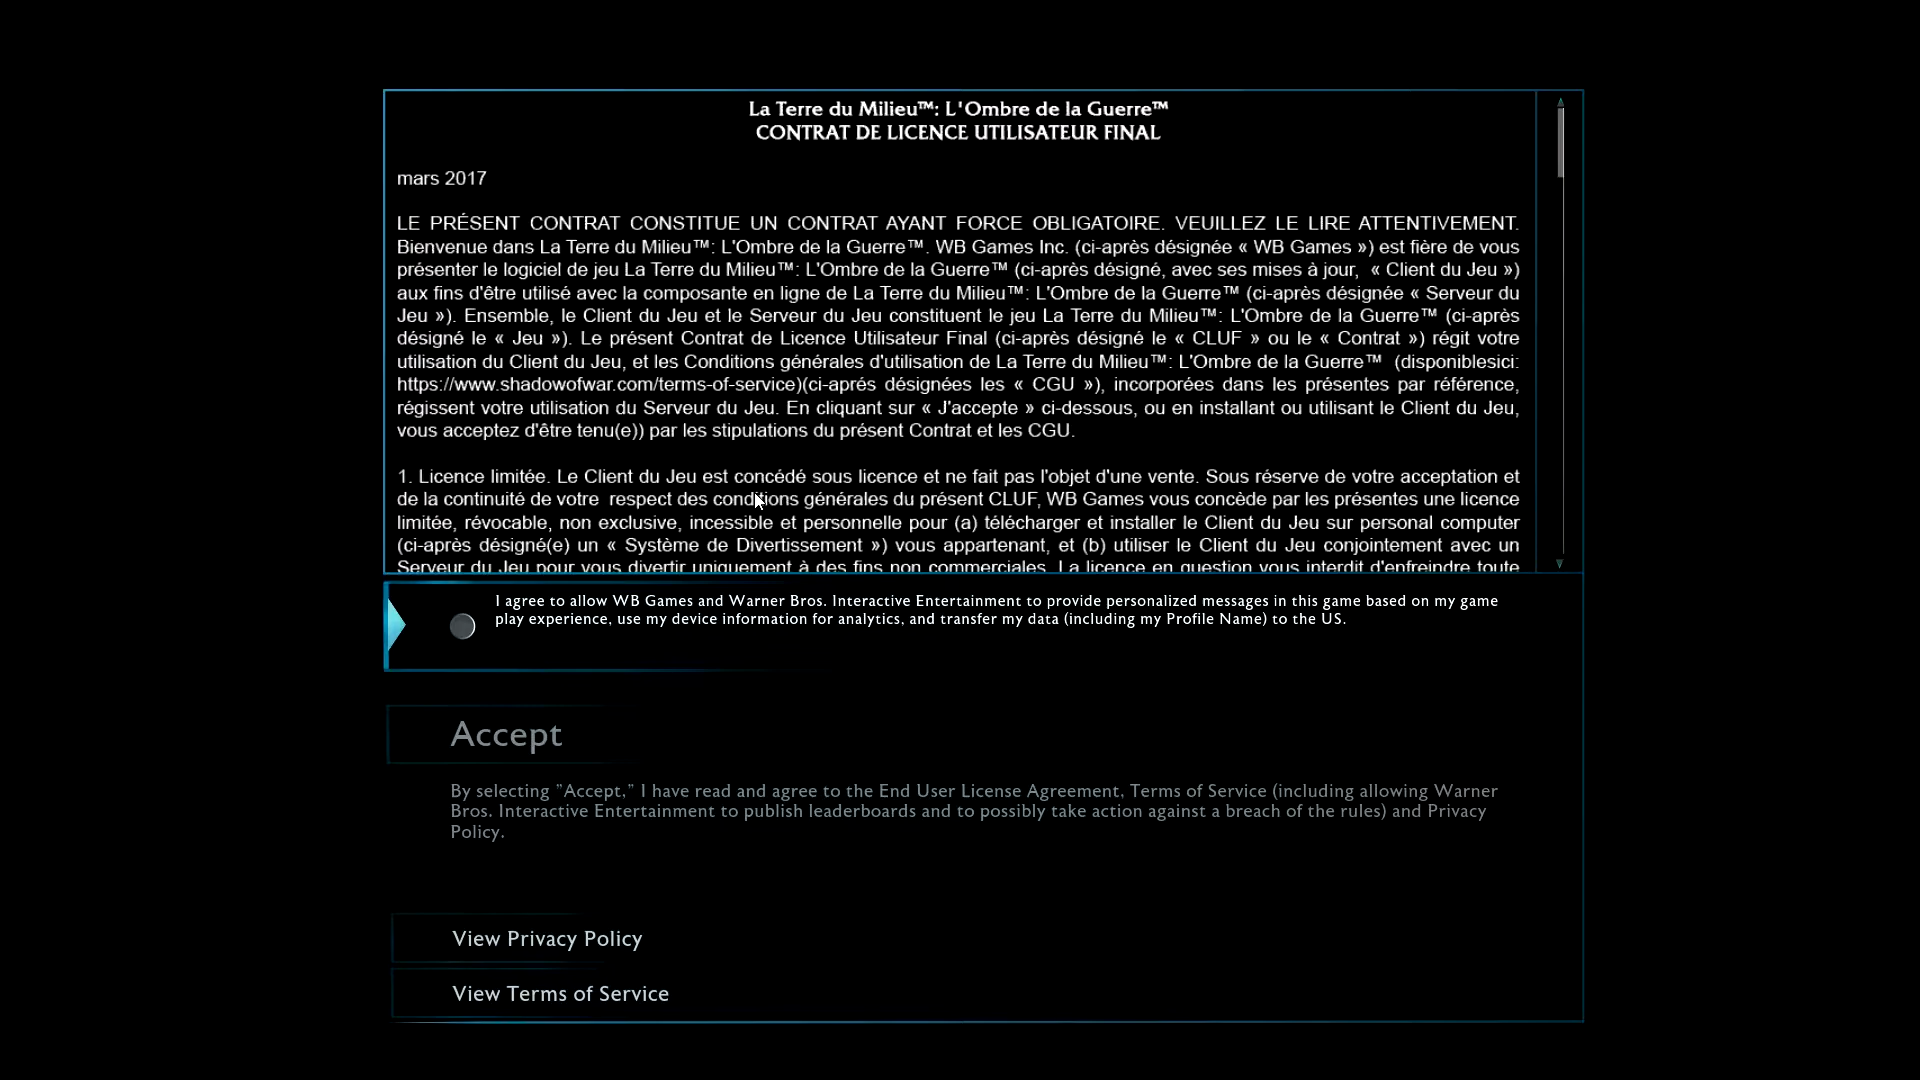 La Terre du Milieu™: L'Ombre de la Guerre™
CONTRAT DE LICENCE UTILISATEUR FINAL
mars 2017
LE PRÉSENT CONTRAT CONSTITUE UN CONTRAT AYANT FORCE OBLIGATOIRE. VEUILLEZ LE LIRE ATTENTIVEMENT.
Bienvenue dans La Terre du Milieu™: L'Ombre de la Guerre™. WB Games Inc. (ci-après désignée « WB Games ») est fière de vous
présenter le logiciel de jeu La Terre du Milieu™: L'Ombre de la Guerre™ (ci-après désigné, avec ses mises à jour, « Client du Jeu »)
aux fins d'être utilisé avec la composante en ligne de La Terre du Milieu™: L'Ombre de la Guerre™ (ci-après désignée « Serveur du
Jeu »). Ensemble, le Client du Jeu et le Serveur du Jeu constituent le jeu La Terre du Milieu™: L'Ombre de la Guerre™ (ci-après
désigné le « Jeu »). Le présent Contrat de Licence Utilisateur Final (ci-après désigné le « CLUF » ou le « Contrat ») régit votre
utilisation du Client du Jeu, et les Conditions générales d'utilisation de La Terre du Milieu™: L'Ombre de la Guerre™ (disponiblesici:
https://www.shadowofwar.com/terms-of-service)(ci-aprés désignées les « CGU »), incorporées dans les présentes par référence,
régissent votre utilisation du Serveur du Jeu. En cliquant sur « J'accepte » ci-dessous, ou en installant ou utilisant le Client du Jeu,
vous acceptez d'être tenu(e)) par les stipulations du présent Contrat et les CGU.
1. Licence limitée. Le Client du Jeu est concédé sous licence et ne fait pas l'objet d'une vente. Sous réserve de votre acceptation et
de la continuité de votre respect des conditions générales du présent CLUF, WB Games vous concède par les présentes une licence
limitée, révocable, non exclusive, incessible et personnelle pour (a) télécharger et installer le Client du Jeu sur personal computer
(ci-après désigné(e) un « Système de Divertissement ») vous appartenant, et (b) utiliser le Client du Jeu conjointement avec un
Serveur du Jeu pour vous divertir uniquement à des fins non commerciales. La licence en question vous interdit d'enfreindre toute
I agree to allow WB Games and Warner Bros. Interactive Entertainment to provide personalized messages in this game based on my game
play experience, use my device information for analytics, and transfer my data (including my Profile Name) to the US.
Accept
By selecting "Accept," I have read and agree to the End User License Agreement, Terms of Service (including allowing Warner
Bros. Interactive Entertainment to publish leaderboards and to possibly take action against a breach of the rules) and Privacy
Policy.
View Privacy Policy
View Terms of Service